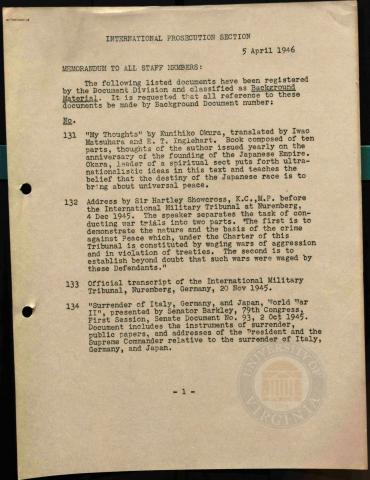 INTERNATIONAL PROSECUTION SECTION
5 April 1946
MEMORANDUM TO ALL STAFF MEMBERS:
The following listed documents have been registered
by the Document Division and classified as Background
Material. It is requested that all reference to these
documents be made by Background Document number:
No.
131 "My Thoughts" by Kunihiko Okura, translated by Iwao
Matsuhara and E. T. Inglehart. Book composed of ten
parts, thoughts of the author issued yearly on the
anniversary of the founding of the Japanese Empire.
Okara, leader of a spiritual sect puts forth ultra-
nationalistic ideas in this text and teaches the
belief that the destiny of the Japanese race is to
bring about universal peace.
132 Address by Sir Hartley Showcross, K.C.,M.P. before
the International Military Tribunal at Nurenberg,
4 Dec 1945. The speaker separates the task of con-
ducting war trials into two parts. "The first is to
demonstrate the nature and the basis of the crime
against Peace which, under the Charter of this
Tribunal is constituted by waging wars of aggression
and in violation of treaties. The second is to
establish beyond doubt that such wars were waged by
these Defendants."
133 Official transcript of the International Military
Tribunal, Nurenberg, Germany, 20 Nov 1945.
134 "Surrender of Italy, Germany, and Japan, World War
II", presented by Senator Barkley, 79th Congress,
First Session, Senate Document No. 93, 2 Oct 1945.
Document includes the instruments of surrender,
public papers, and addresses of the President and the
Supreme Commander relative to the surrender of Italy,
Germany, and Japan.
- 1 -
UNIVERSITY OF
VIRGINIA